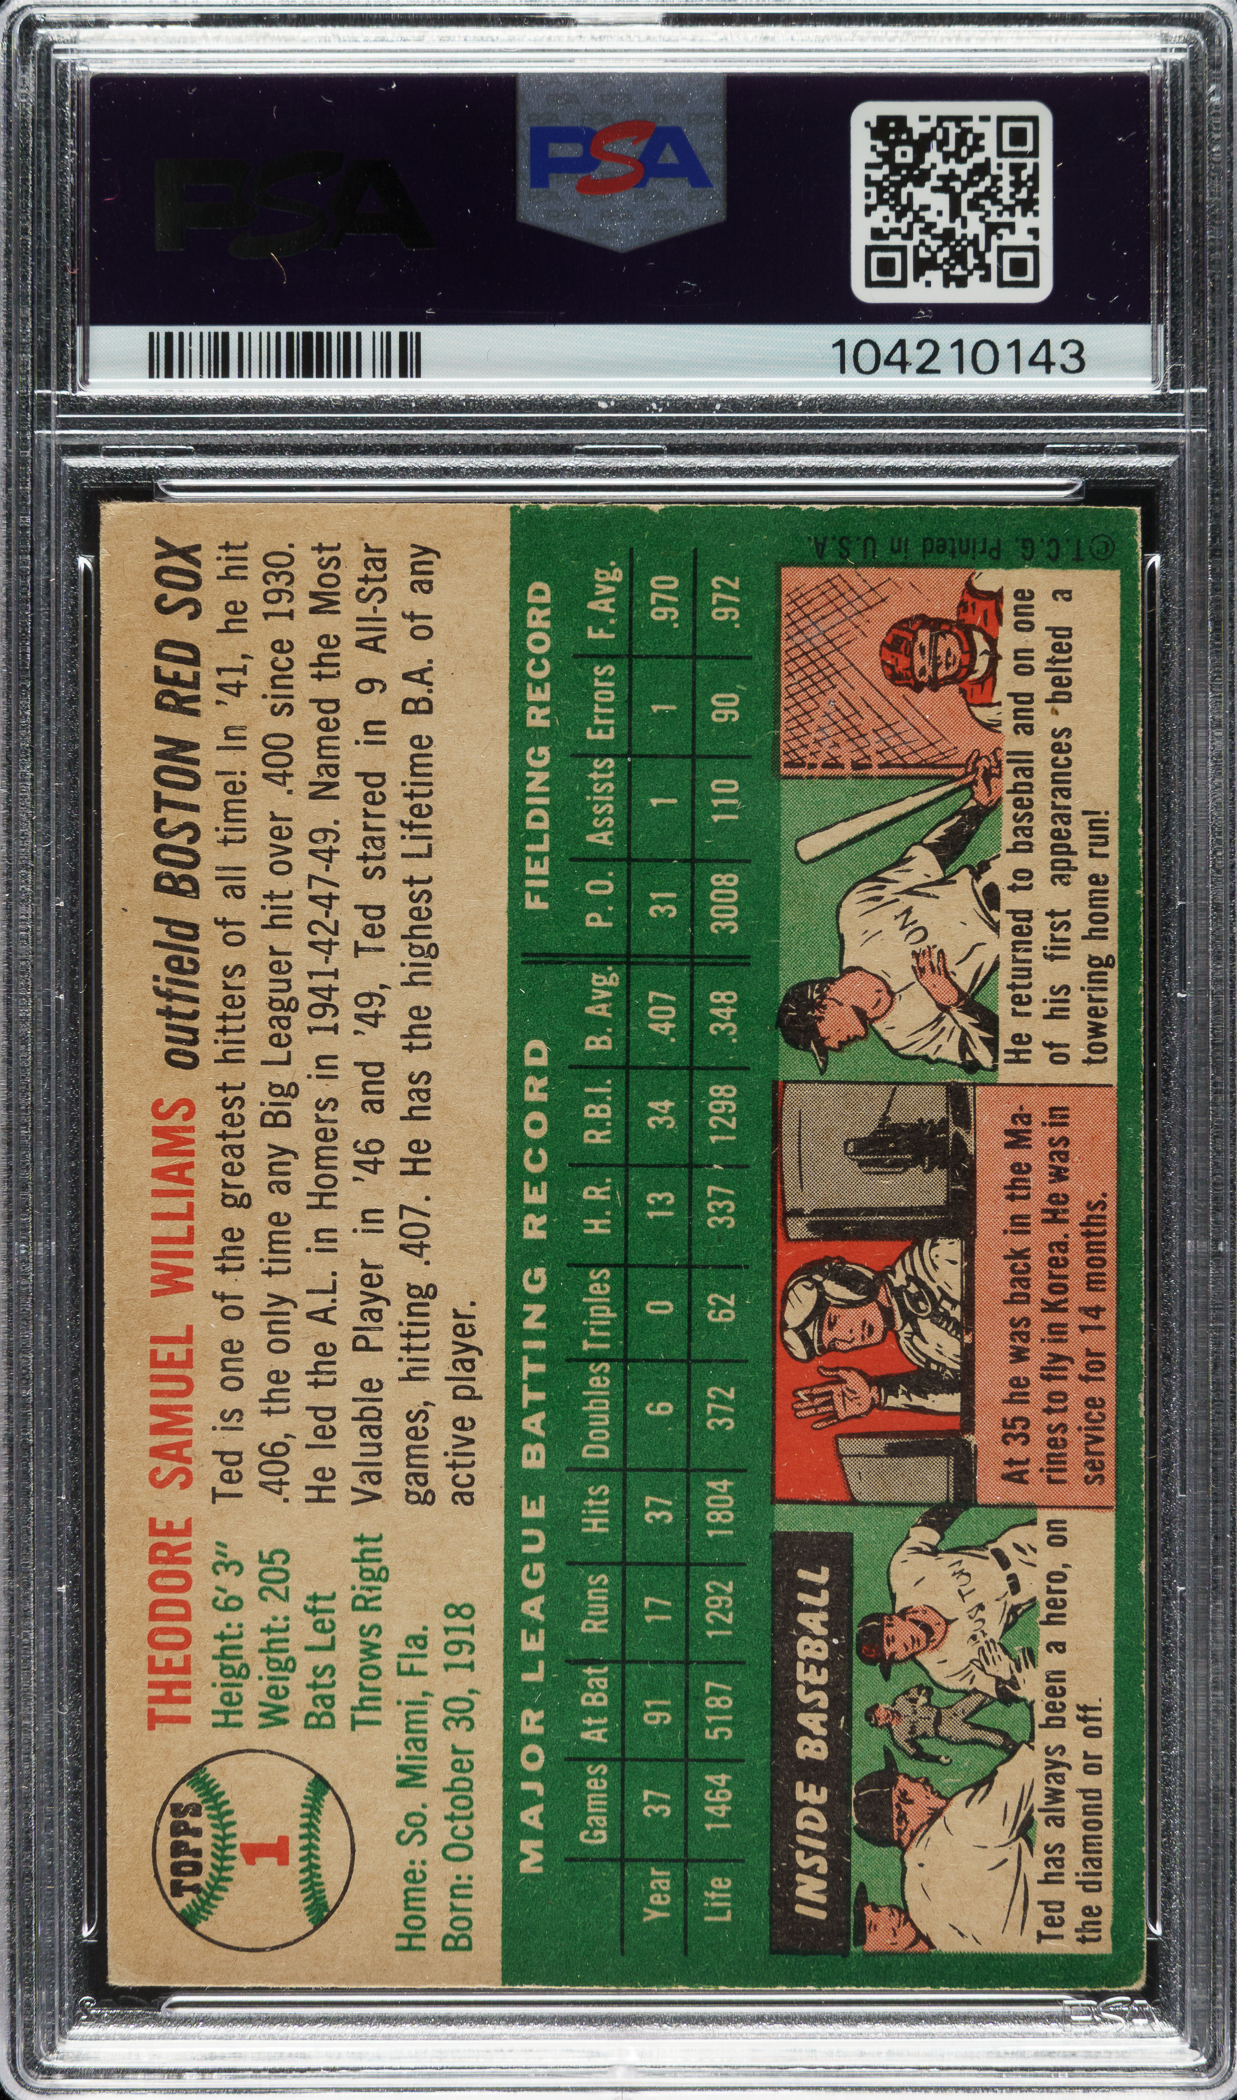 PSA
PSA
104210143
TOPPS
1
THEODORE SAMUEL WILLIAMS outfield BOSTON RED SOX
Height: 6' 3"
Weight: 205
Bats Left
Throws Right
Home: So. Miami, Fla.
Born: October 30, 1918
Ted is one of the greatest hitters of all time! In '41, he hit
.406, the only time any Big Leaguer hit over .400 since 1930.
He led the A.L. in Homers in 1941-42-47-49. Named the Most
Valuable Player in '46 and '49, Ted starred in 9 All-Star
games, hitting .407. He has the highest Lifetime B.A. of any
active player.
MAJOR LEAGUE BATTING RECORD FIELDING RECORD
Games At Bat Runs Hits Doubles Triples H. R. R.B.I. B. Avg. P. O. Assists Errors F. Avg.
Year 37 91 17 37 6 0 13 34 .407 31 1 1 .970
Life 1464 5187 1292 1804 372 62 337 1298 .348 3008 110 90 .972
INSIDE BASEBALL
BOSTON
Ted has always been a hero, on
the diamond or off.
At 35 he was back in the Ma-
rines to fly in Korea. He was in
service for 14 months.
ON
He returned to baseball and on one
of his first appearances belted a
towering home run!
© T.C.G. Printed in U.S.A.
PSA